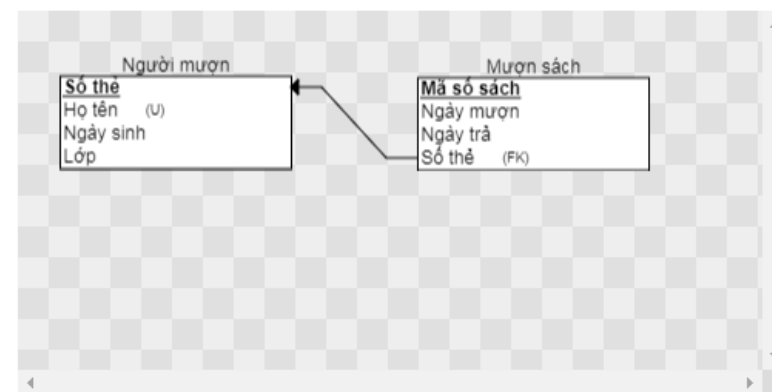 Người mượn
Số thẻ
Họ tên (U)
Ngày sinh
Lớp
Mượn sách
Mã số sách
Ngày mượn
Ngày trả
Số thẻ (FK)